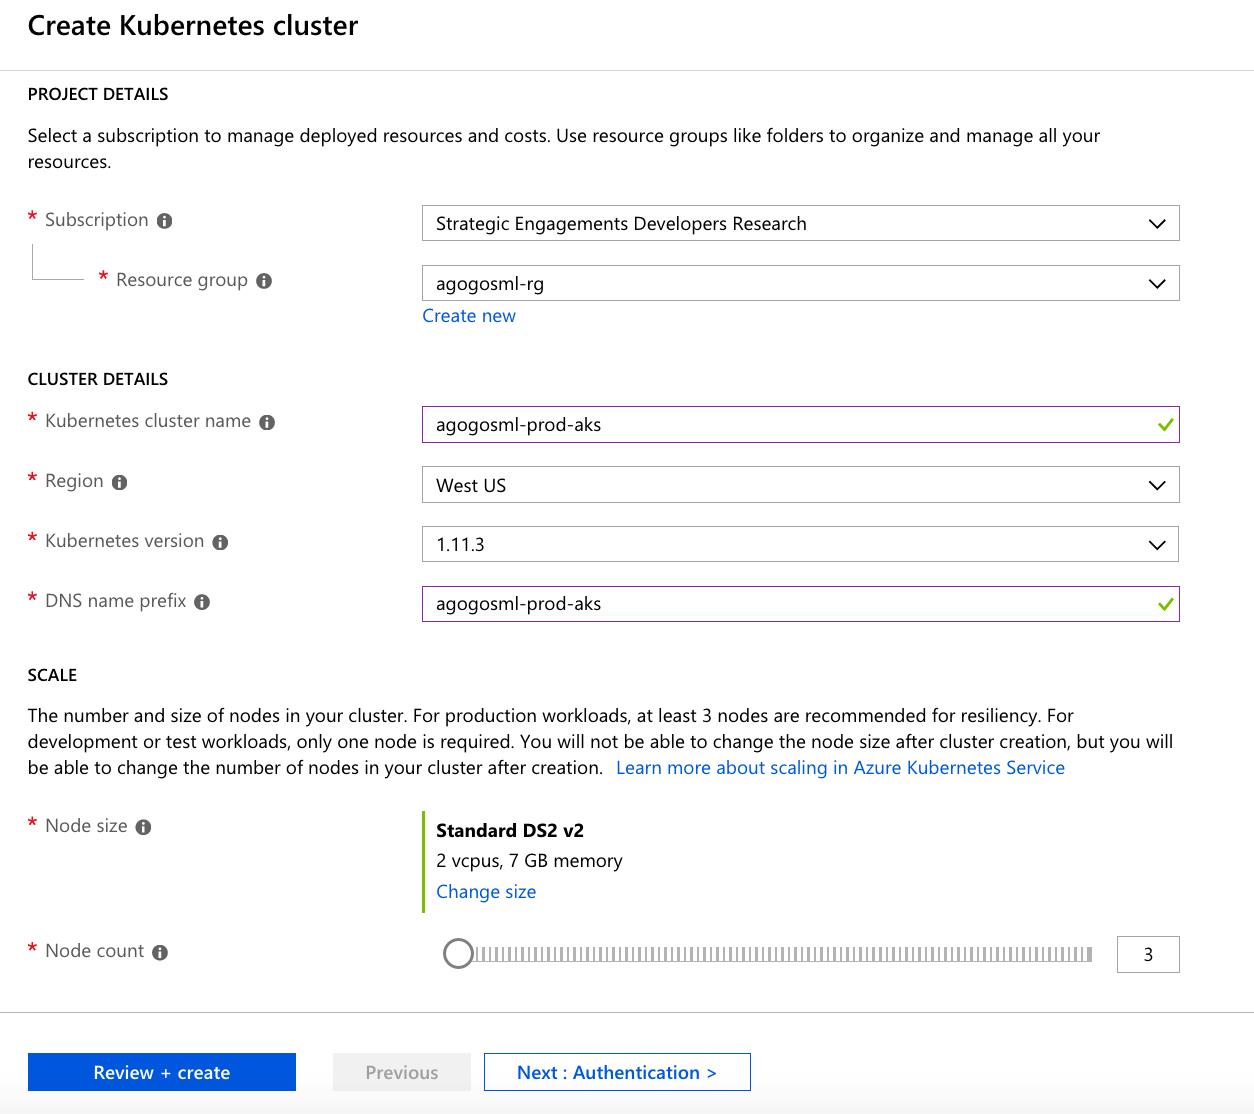 Create Kubernetes cluster
PROJECT DETAILS
Select a subscription to manage deployed resources and costs. Use resource groups like folders to organize and manage all your
resources.
* Subscription
Strategic Engagements Developers Research
* Resource group
agogosml-rg
Create new
CLUSTER DETAILS
* Kubernetes cluster name
agogosml-prod-aks
* Region
West US
* Kubernetes version
1.11.3
* DNS name prefix
agogosml-prod-aks
SCALE
The number and size of nodes in your cluster. For production workloads, at least 3 nodes are recommended for resiliency. For
development or test workloads, only one node is required. You will not be able to change the node size after cluster creation, but you will
be able to change the number of nodes in your cluster after creation. Learn more about scaling in Azure Kubernetes Service
* Node size
Standard DS2 v2
2 vcpus, 7 GB memory
Change size
* Node count
3
Review + create
Previous
Next : Authentication >